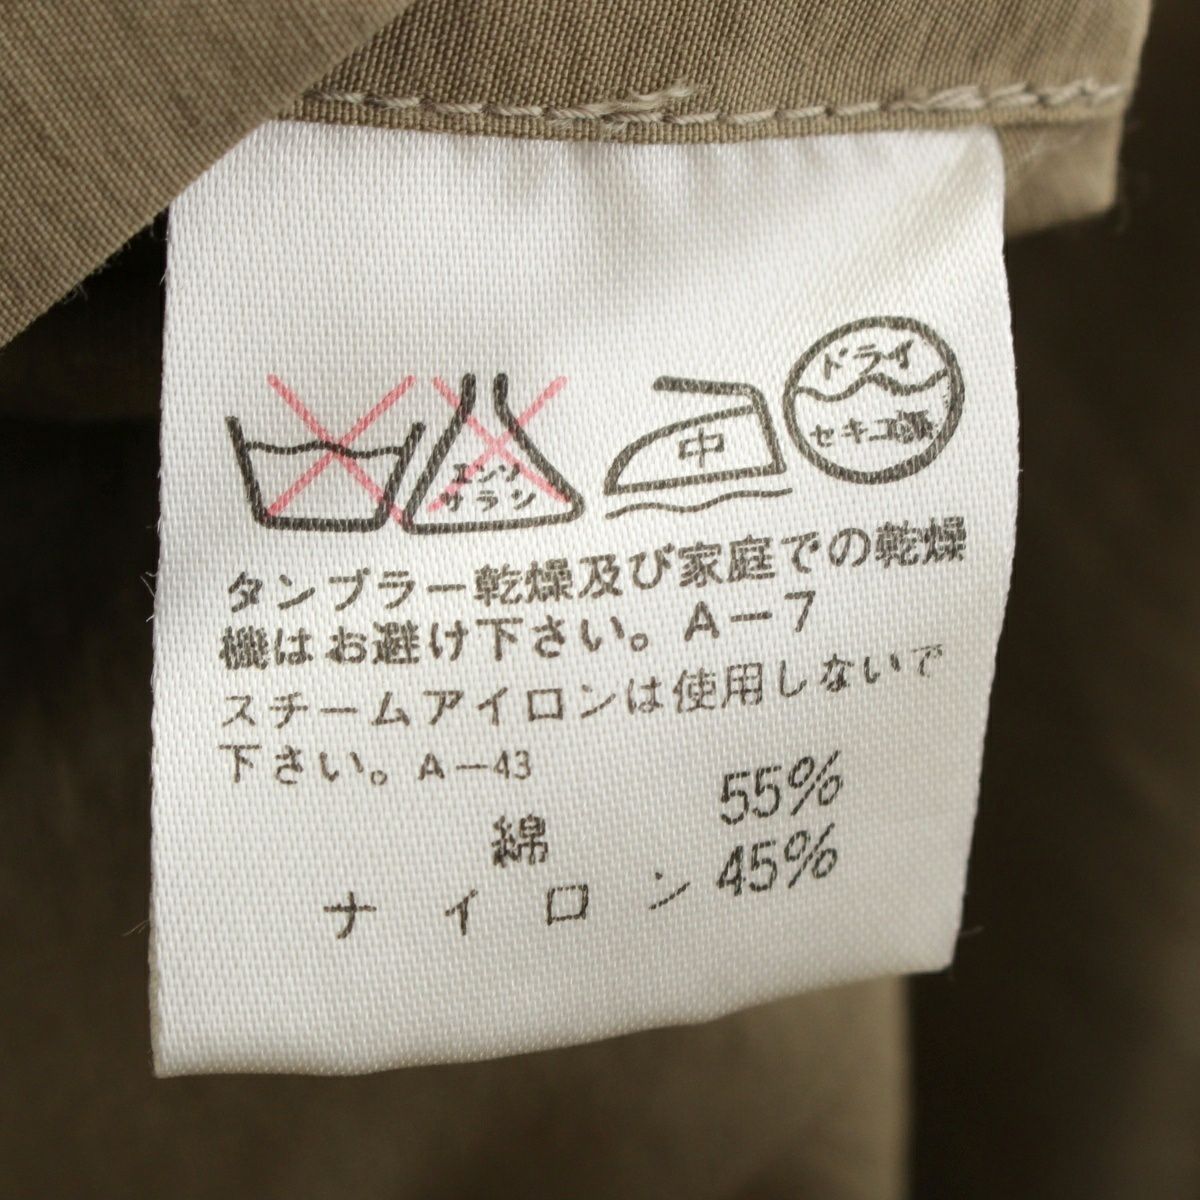 エンソ
サラシ
中
ドライ
セキユ系
タンブラー乾燥及び家庭での乾燥
機はお避け下さい。A-7
スチームアイロンは使用しないで
下さい。A-43
綿 55%
ナイロン 45%